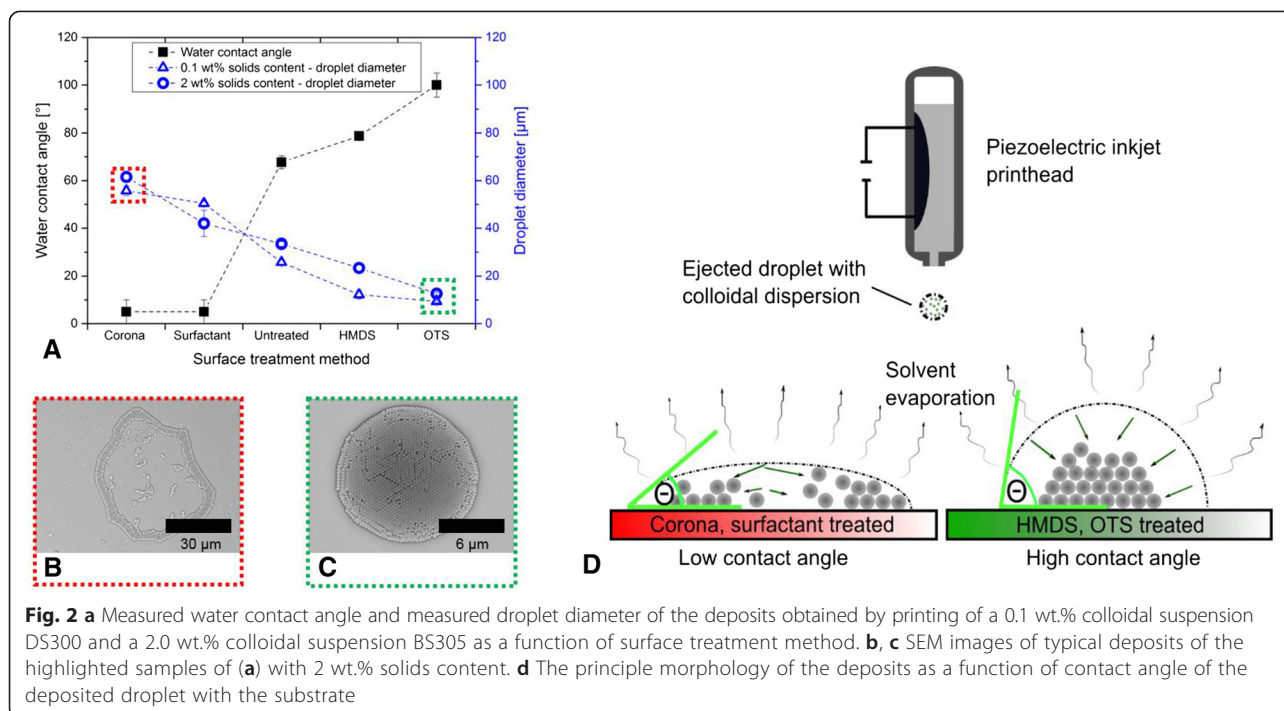 120
100
80
60
40
20
0
Water contact angle [°]
Water contact angle
0.1 wt% solids content - droplet diameter
2 wt% solids content - droplet diameter
120
100
80
60
40
20
0
Droplet diameter [µm]
Corona
Surfactant
Untreated
HMDS
OTS
Surface treatment method
A
30 µm
B
6 µm
C
Piezoelectric inkjet
printhead
Ejected droplet with
colloidal dispersion
Solvent
evaporation
Θ
Θ
Corona, surfactant treated
HMDS, OTS treated
Low contact angle
High contact angle
D
Fig. 2 a Measured water contact angle and measured droplet diameter of the deposits obtained by printing of a 0.1 wt.% colloidal suspension
DS300 and a 2.0 wt.% colloidal suspension BS305 as a function of surface treatment method. b, c SEM images of typical deposits of the
highlighted samples of (a) with 2 wt.% solids content. d The principle morphology of the deposits as a function of contact angle of the
deposited droplet with the substrate